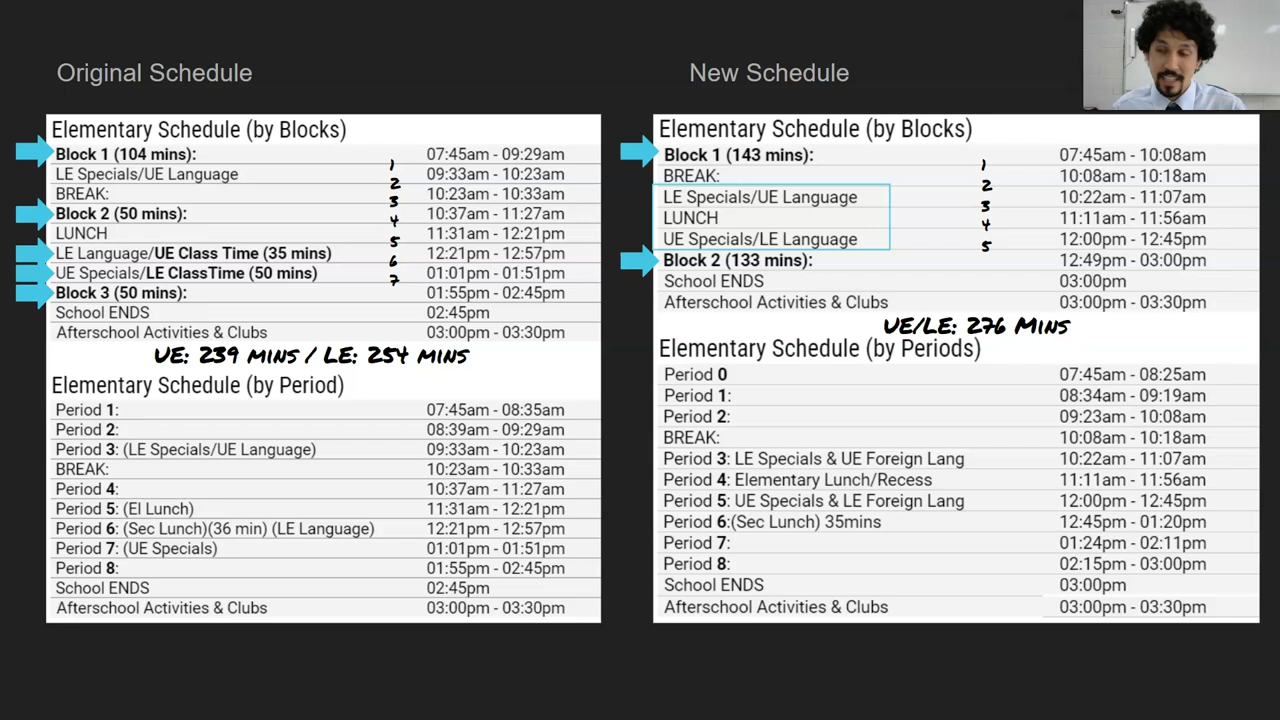 Original Schedule
Elementary Schedule (by Blocks)
Block 1 (104 mins): 07:45am - 09:29am
1
LE Specials/UE Language 09:33am - 10:23am
2
BREAK: 10:23am - 10:33am
3
Block 2 (50 mins): 10:37am - 11:27am
4
LUNCH 11:31am - 12:21pm
5
LE Language/UE Class Time (35 mins) 12:21pm - 12:57pm
6
UE Specials/LE ClassTime (50 mins) 01:01pm - 01:51pm
7
Block 3 (50 mins): 01:55pm - 02:45pm
School ENDS 02:45pm
Afterschool Activities & Clubs 03:00pm - 03:30pm
UE: 239 MINS / LE: 254 MINS
Elementary Schedule (by Period)
Period 1: 07:45am - 08:35am
Period 2: 08:39am - 09:29am
Period 3: (LE Specials/UE Language) 09:33am - 10:23am
BREAK: 10:23am - 10:33am
Period 4: 10:37am - 11:27am
Period 5: (El Lunch) 11:31am - 12:21pm
Period 6: (Sec Lunch)(36 min) (LE Language) 12:21pm - 12:57pm
Period 7: (UE Specials) 01:01pm - 01:51pm
Period 8: 01:55pm - 02:45pm
School ENDS 02:45pm
Afterschool Activities & Clubs 03:00pm - 03:30pm
New Schedule
Elementary Schedule (by Blocks)
Block 1 (143 mins): 07:45am - 10:08am
1
BREAK: 10:08am - 10:18am
2
LE Specials/UE Language 10:22am - 11:07am
3
LUNCH 11:11am - 11:56am
4
UE Specials/LE Language 12:00pm - 12:45pm
5
Block 2 (133 mins): 12:49pm - 03:00pm
School ENDS 03:00pm
Afterschool Activities & Clubs 03:00pm - 03:30pm
UE/LE: 276 MINS
Elementary Schedule (by Periods)
Period 0 07:45am - 08:25am
Period 1: 08:34am - 09:19am
Period 2: 09:23am - 10:08am
BREAK: 10:08am - 10:18am
Period 3: LE Specials & UE Foreign Lang 10:22am - 11:07am
Period 4: Elementary Lunch/Recess 11:11am - 11:56am
Period 5: UE Specials & LE Foreign Lang 12:00pm - 12:45pm
Period 6:(Sec Lunch) 35mins 12:45pm - 01:20pm
Period 7: 01:24pm - 02:11pm
Period 8: 02:15pm - 03:00pm
School ENDS 03:00pm
Afterschool Activities & Clubs 03:00pm - 03:30pm